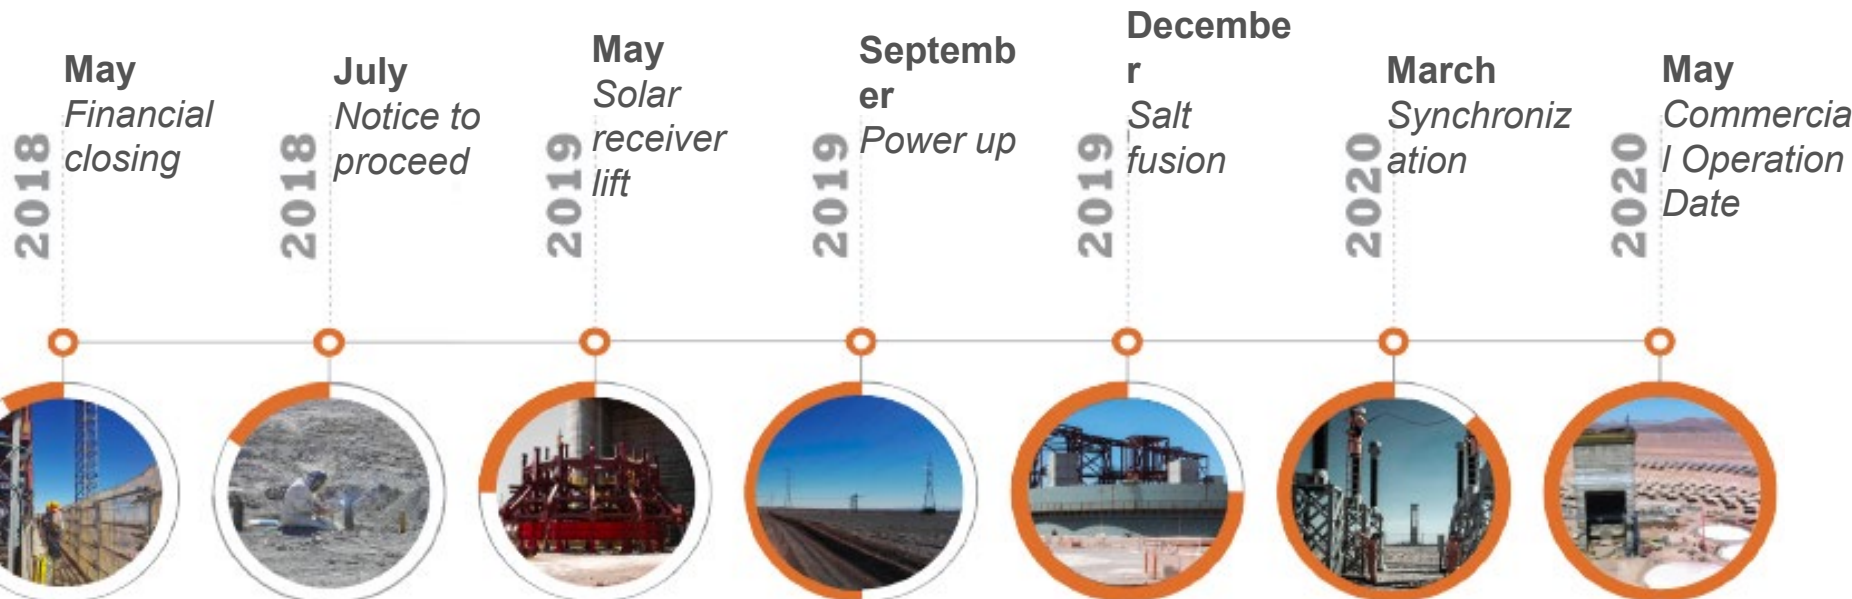 2018
May
Financial
closing
2018
July
Notice to
proceed
2019
May
Solar
receiver
lift
2019
Septemb
er
Power up
2019
Decembe
r
Salt
fusion
2020
March
Synchroniz
ation
2020
May
Commercia
l Operation
Date